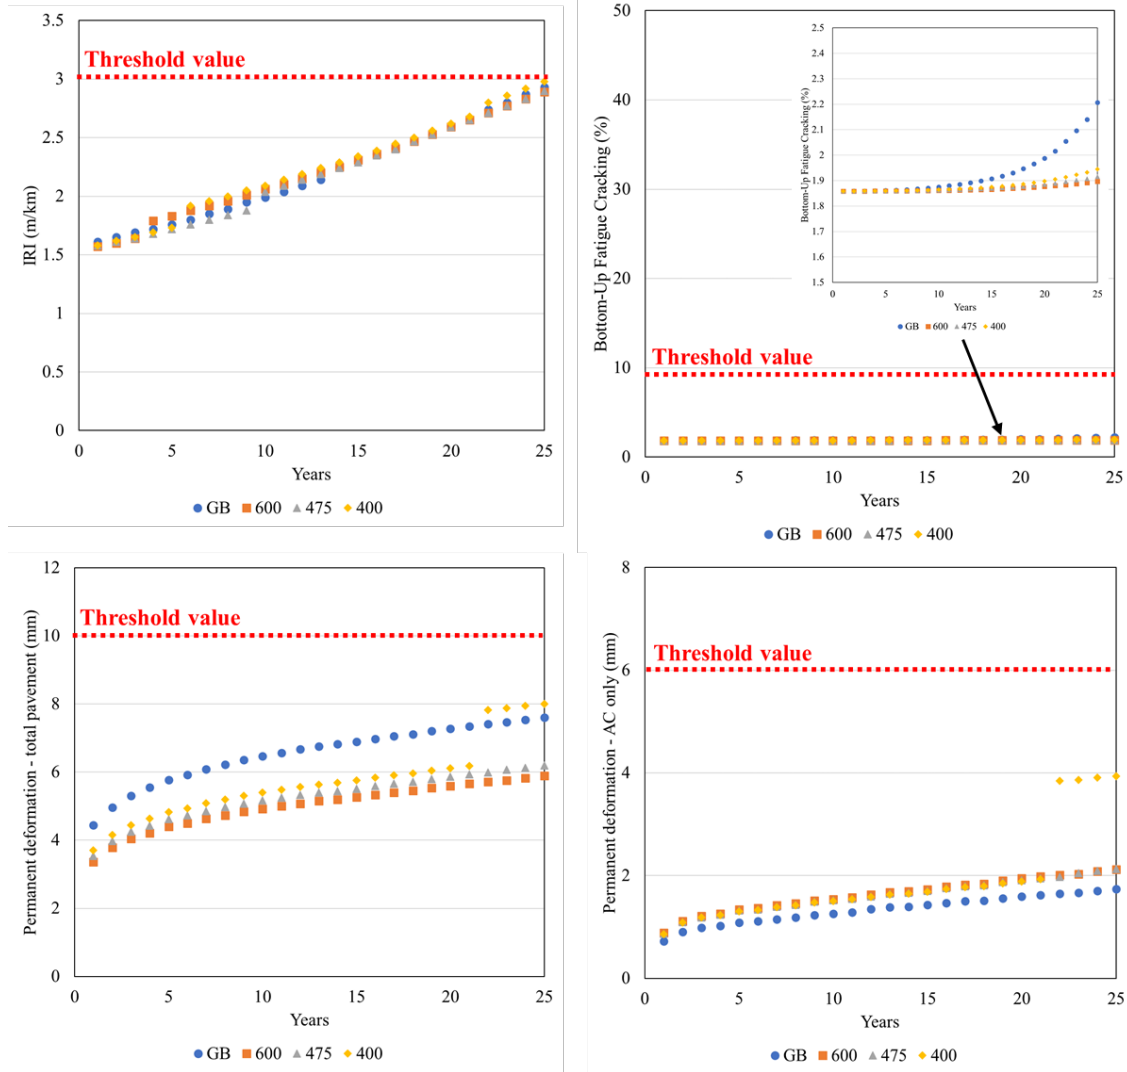 3.5
3
2.5
2
1.5
1
0.5
0
Threshold value
IRI (m/km)
0 5 10 15 20 25
Years
GB 600 475 400
50
40
30
20
10
0
Threshold value
Bottom-Up Fatigue Cracking (%)
0 5 10 15 20 25
Years
GB 600 475 400
2.5
2.4
2.3
2.2
2.1
2
1.9
1.8
1.7
1.6
1.5
Bottom-Up Fatigue Cracking (%)
0 5 10 15 20 25
Years
GB 600 475 400
12
10
8
6
4
2
0
Threshold value
Permanent deformation - total pavement (mm)
0 5 10 15 20 25
Years
GB 600 475 400
8
6
4
2
0
Threshold value
Permanent deformation - AC only (mm)
0 5 10 15 20 25
Years
GB 600 475 400